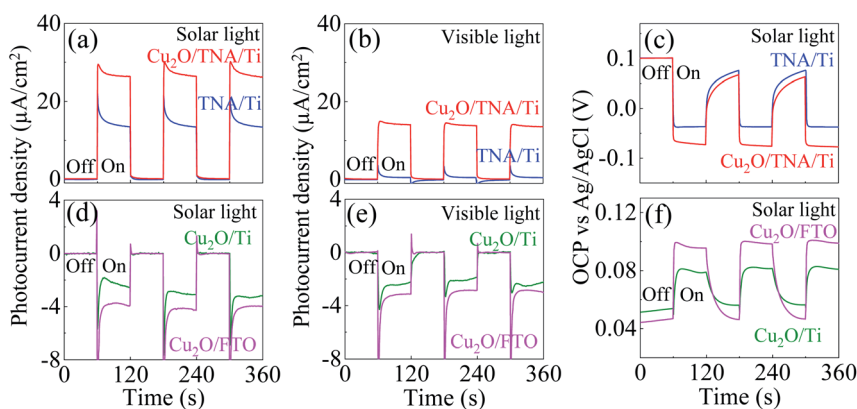 (a) Solar light
Cu₂O/TNA/Ti
TNA/Ti
Off On
40
20
0
Photocurrent density (μA/cm²)
(b) Visible light
Cu₂O/TNA/Ti
TNA/Ti
Off On
40
20
0
Photocurrent density (μA/cm²)
(c) Solar light
TNA/Ti
Off On
Cu₂O/TNA/Ti
0.1
0.0
-0.1
OCP vs Ag/AgCl (V)
(d) Solar light
Cu₂O/Ti
Off On
Cu₂O/FTO
4
0
-4
-8
0 120 240 360
Time (s)
(e) Visible light
Cu₂O/Ti
Off On
Cu₂O/FTO
4
0
-4
-8
0 120 240 360
Time (s)
(f) Solar light
Cu₂O/FTO
Off On
Cu₂O/Ti
0.12
0.08
0.04
0 120 240 360
Time (s)